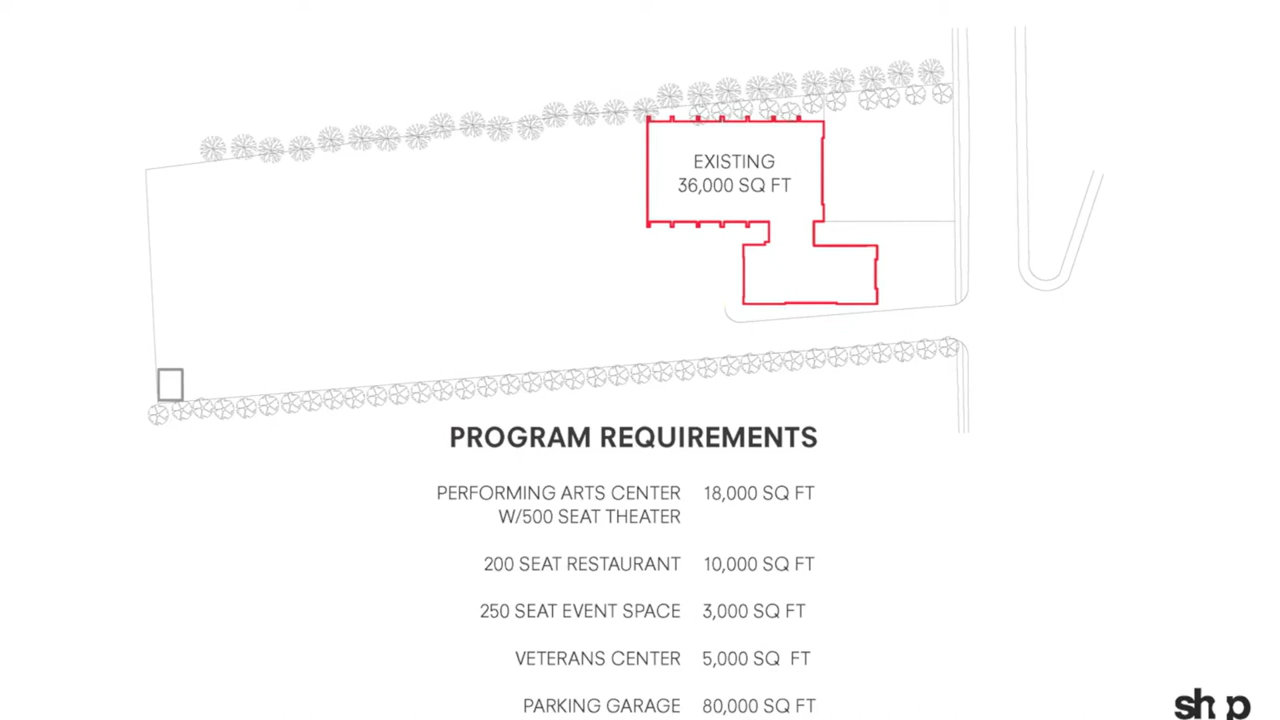 EXISTING
36,000 SQ FT
PROGRAM REQUIREMENTS
PERFORMING ARTS CENTER 18,000 SQ FT
W/500 SEAT THEATER
200 SEAT RESTAURANT 10,000 SQ FT
250 SEAT EVENT SPACE 3,000 SQ FT
VETERANS CENTER 5,000 SQ FT
PARKING GARAGE 80,000 SQ FT
shop